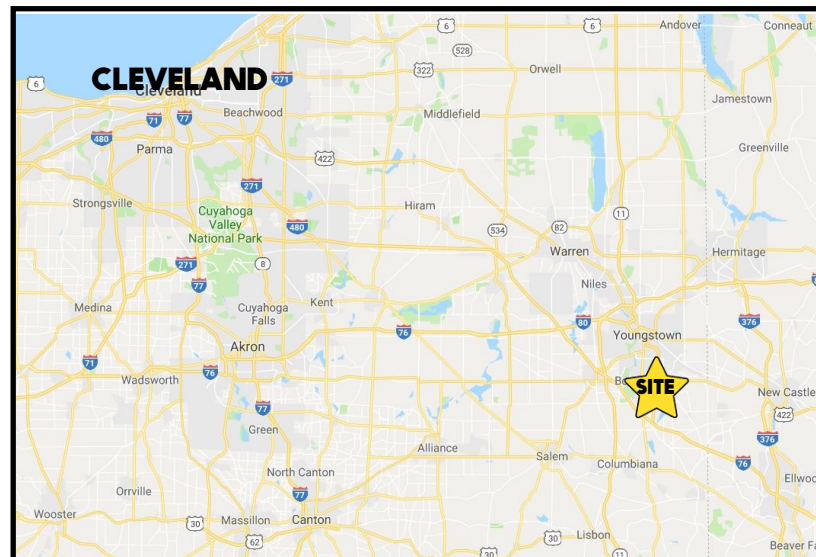 6
6
Andover
Conneaut
528
322
Orwell
CLEVELAND
Cleveland
271
6
Jamestown
Beachwood
Middlefield
71
77
480
Parma
Greenville
422
271
Strongsville
Hiram
Cuyahoga
Valley
National Park
11
480
534
82
Warren
Hermitage
271
8
77
Niles
Medina
Cuyahoga
Falls
Kent
80
376
76
Youngstown
Akron
71
76
Wadsworth
SITE
New Castle
77
422
Green
376
Alliance
Salem
Columbiana
76
North Canton
Orrville
77
Wooster
30
Massillon
Canton
62
30
30
Lisbon
11